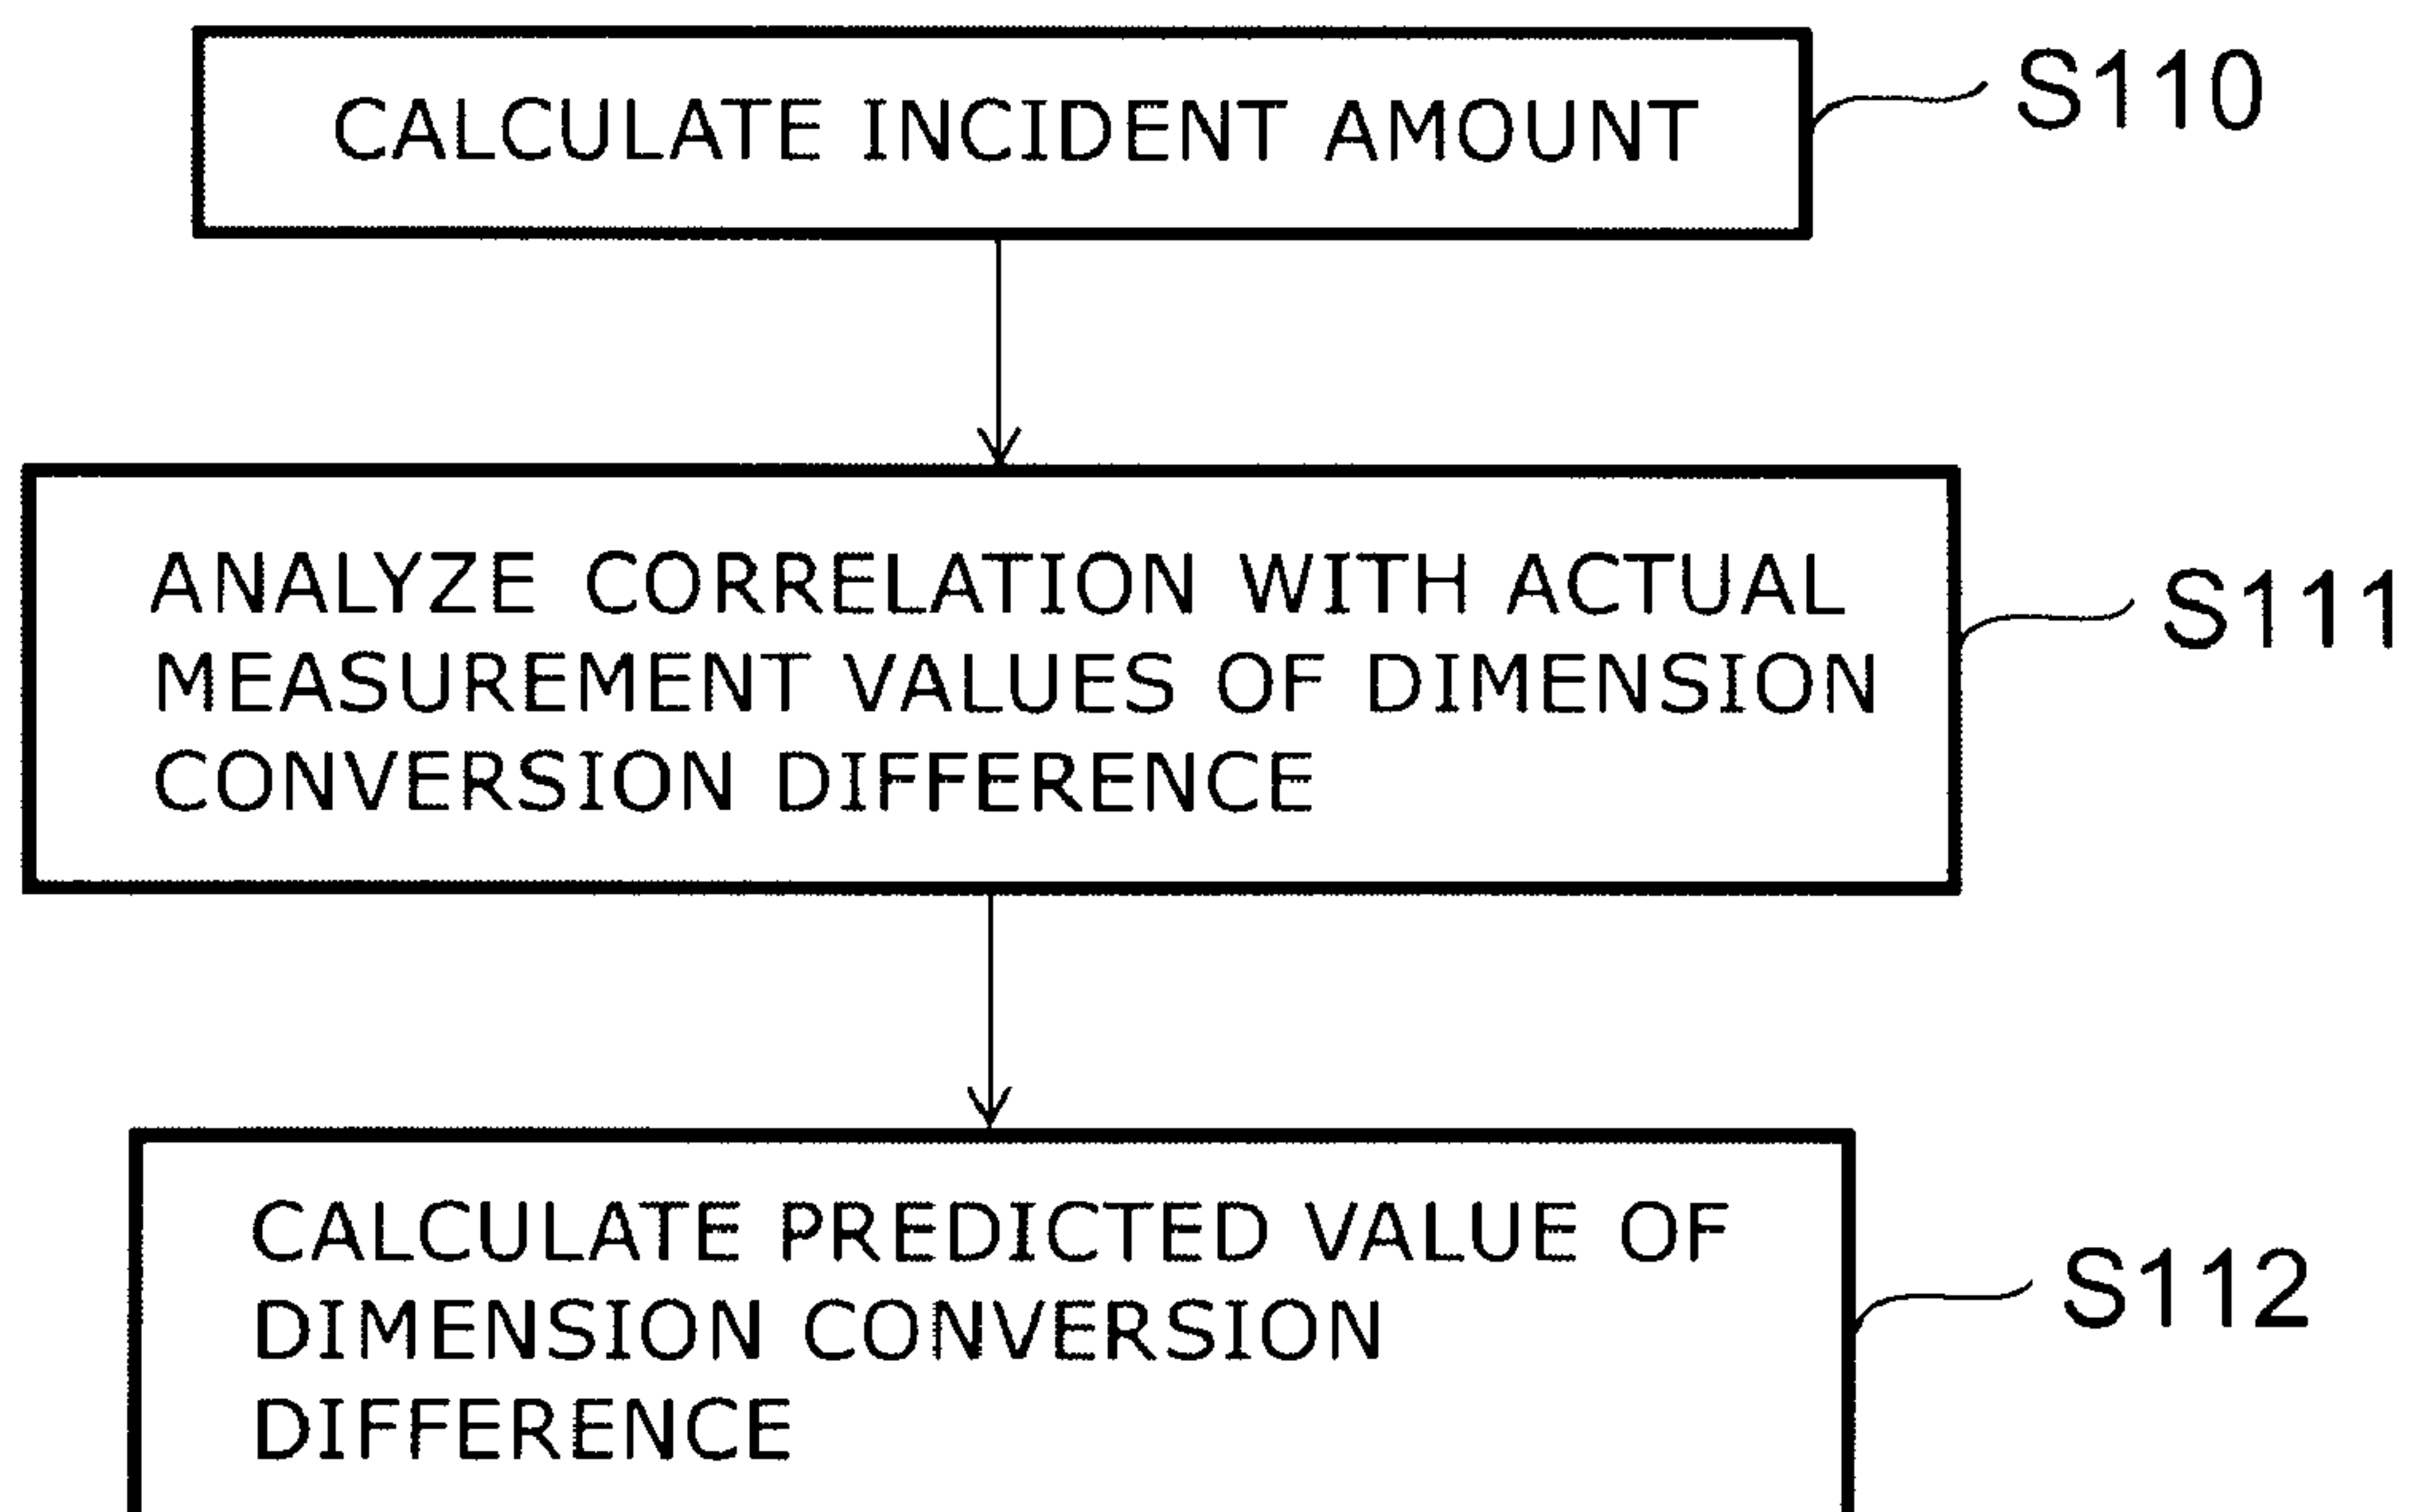 CALCULATE INCIDENT AMOUNT
S110
ANALYZE CORRELATION WITH ACTUAL
MEASUREMENT VALUES OF DIMENSION
CONVERSION DIFFERENCE
S111
CALCULATE PREDICTED VALUE OF
DIMENSION CONVERSION
DIFFERENCE
S112